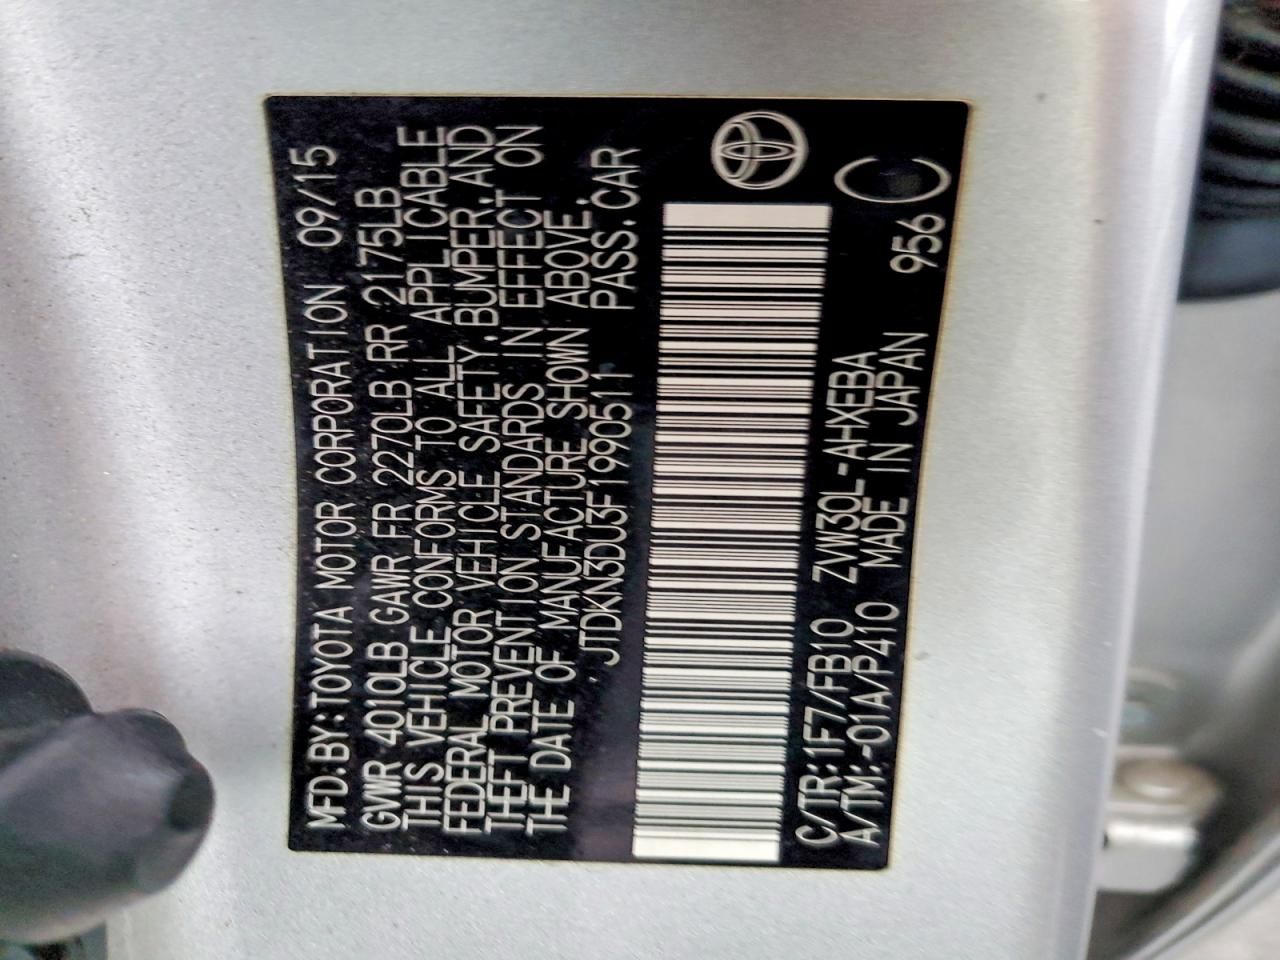 MFD. BY: TOYOTA MOTOR CORPORATION 09/15
GVWR 4010LB GAWR FR 2270LB RR 2175LB
THIS VEHICLE CONFORMS TO ALL APPLICABLE
FEDERAL MOTOR VEHICLE SAFETY, BUMPER, AND
THEFT PREVENTION STANDARDS IN EFFECT ON
THE DATE OF MANUFACTURE SHOWN ABOVE.
JTDKN3DU3F1990511 PASS. CAR
C/TR: 1F7/FB10 ZVW30L-AHXEBA
A/TM: -01A/P410 MADE IN JAPAN 956
C